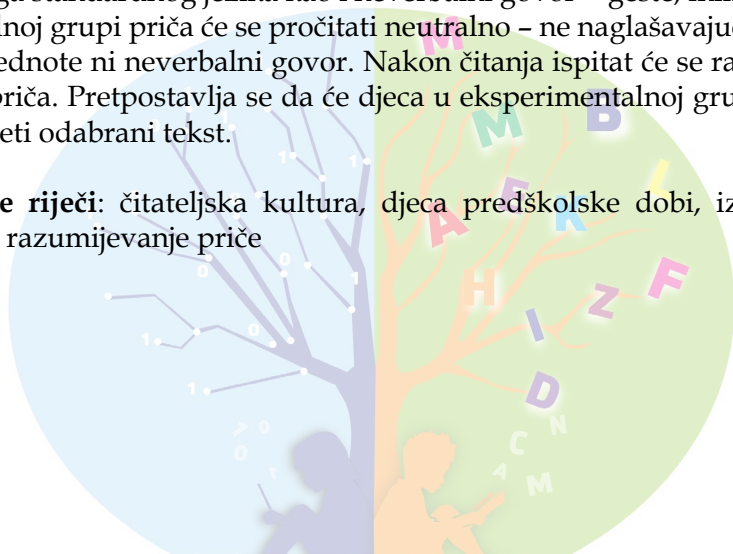 standardnog jezika kao i neverbalni govor – geste,
lnoj grupi priča će se pročitati neutralno – ne naglašavajuć
ednote ni neverbalni govor. Nakon čitanja ispitat će se ra
priča. Pretpostavlja se da će djeca u eksperimentalnoj gru
eti odabrani tekst.
e riječi: čitateljska kultura, djeca predškolske dobi, iz
razumijevanje priče
M
M B
L
A E K
H Z F
I
D
C N
A M